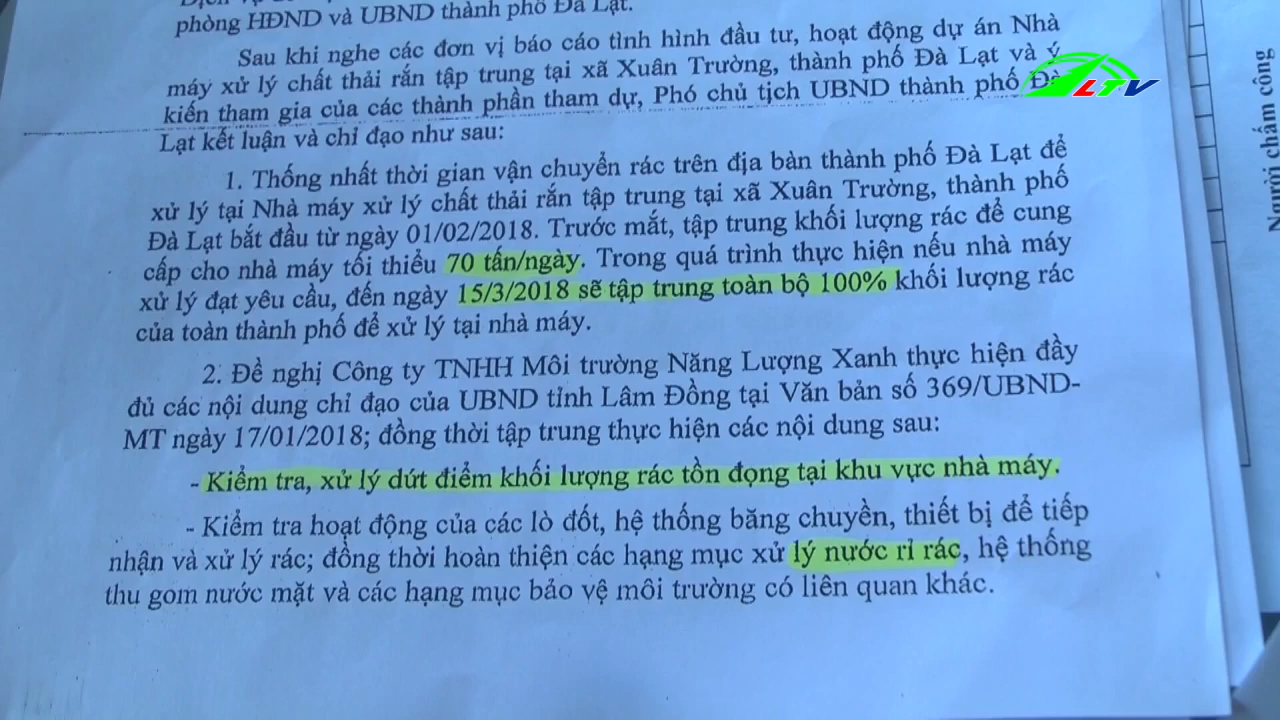 phòng HĐND và UBND thành phố Đà Lạt.
Sau khi nghe các đơn vị báo cáo tình hình đầu tư, hoạt động dự án Nhà
máy xử lý chất thải rắn tập trung tại xã Xuân Trường, thành phố Đà Lạt và ý
kiến tham gia của các thành phần tham dự, Phó chủ tịch UBND thành phố Đà
Lạt kết luận và chỉ đạo như sau:
1. Thống nhất thời gian vận chuyển rác trên địa bàn thành phố Đà Lạt để
xử lý tại Nhà máy xử lý chất thải rắn tập trung tại xã Xuân Trường, thành phố
Đà Lạt bắt đầu từ ngày 01/02/2018. Trước mắt, tập trung khối lượng rác để cung
cấp cho nhà máy tối thiểu 70 tấn/ngày. Trong quá trình thực hiện nếu nhà máy
xử lý đạt yêu cầu, đến ngày 15/3/2018 sẽ tập trung toàn bộ 100% khối lượng rác
của toàn thành phố để xử lý tại nhà máy.
2. Đề nghị Công ty TNHH Môi trường Năng Lượng Xanh thực hiện đầy
đủ các nội dung chỉ đạo của UBND tỉnh Lâm Đồng tại Văn bản số 369/UBND-
MT ngày 17/01/2018; đồng thời tập trung thực hiện các nội dung sau:
- Kiểm tra, xử lý dứt điểm khối lượng rác tồn đọng tại khu vực nhà máy.
- Kiểm tra hoạt động của các lò đốt, hệ thống băng chuyền, thiết bị để tiếp
nhận và xử lý rác; đồng thời hoàn thiện các hạng mục xử lý nước rỉ rác, hệ thống
thu gom nước mặt và các hạng mục bảo vệ môi trường có liên quan khác.
LTV
Người chấm công